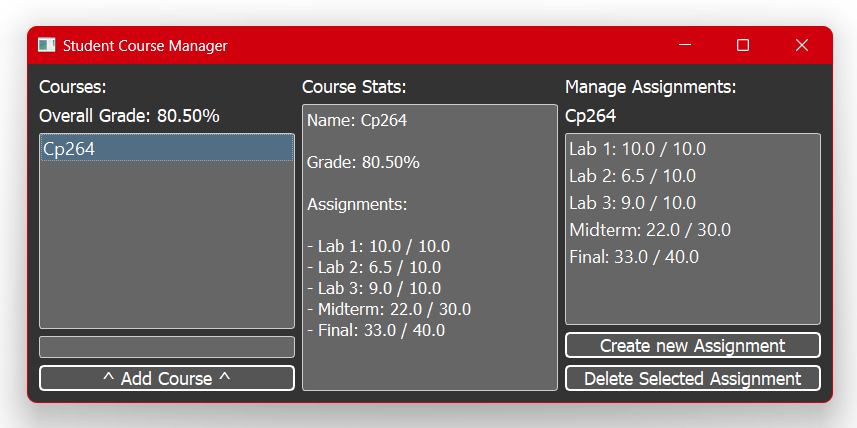 Student Course Manager
Courses:
Overall Grade: 80.50%
Cp264
^ Add Course ^
Course Stats:
Name: Cp264
Grade: 80.50%
Assignments:
- Lab 1: 10.0 / 10.0
- Lab 2: 6.5 / 10.0
- Lab 3: 9.0 / 10.0
- Midterm: 22.0 / 30.0
- Final: 33.0 / 40.0
Manage Assignments:
Cp264
Lab 1: 10.0 / 10.0
Lab 2: 6.5 / 10.0
Lab 3: 9.0 / 10.0
Midterm: 22.0 / 30.0
Final: 33.0 / 40.0
Create new Assignment
Delete Selected Assignment